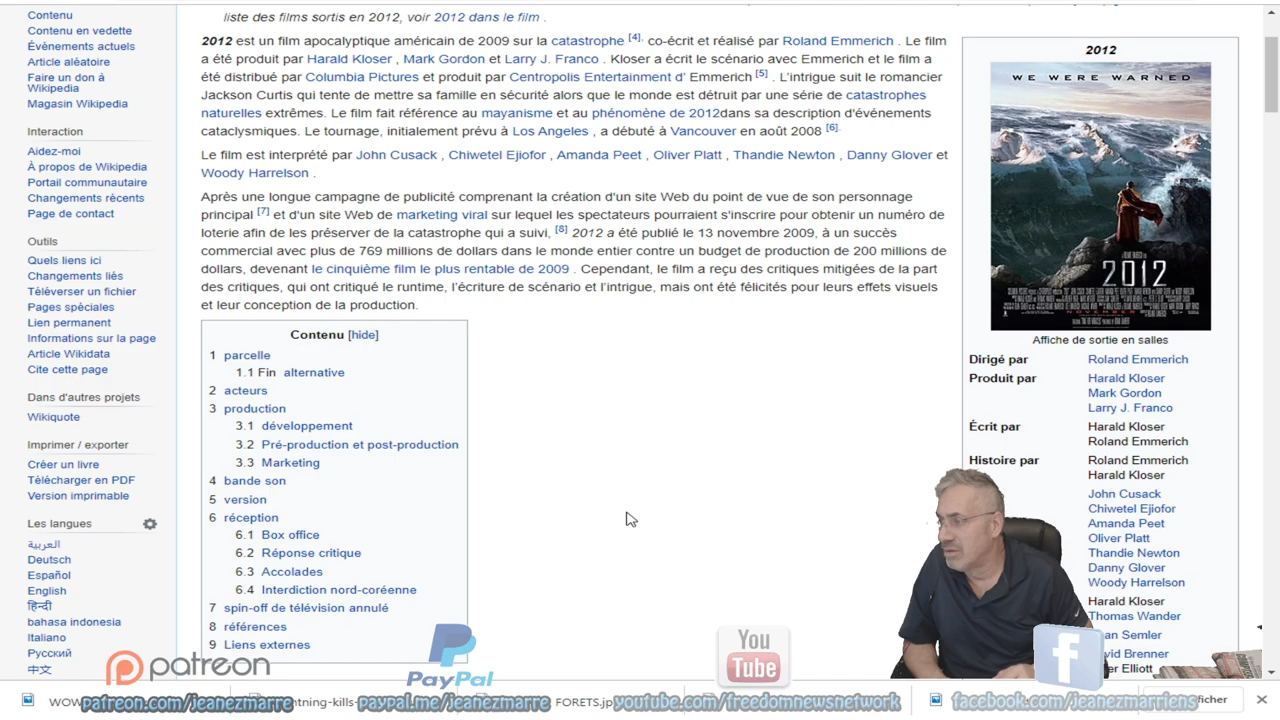 Contenu
Contenu en vedette
Événements actuels
Article aléatoire
Faire un don à
Wikipedia
Magasin Wikipedia
Interaction
Aidez-moi
À propos de Wikipedia
Portail communautaire
Changements récents
Page de contact
Outils
Quels liens ici
Changements liés
Téléverser un fichier
Pages spéciales
Lien permanent
Informations sur la page
Article Wikidata
Cite cette page
Dans d'autres projets
Wikiquote
Imprimer / exporter
Créer un livre
Télécharger en PDF
Version imprimable
Les langues
العربية
Deutsch
Español
English
हिन्दी
bahasa indonesia
Italiano
Русский
中文
liste des films sortis en 2012, voir 2012 dans le film .
2012 est un film apocalyptique américain de 2009 sur la catastrophe [4], co-écrit et réalisé par Roland Emmerich . Le film
a été produit par Harald Kloser , Mark Gordon et Larry J. Franco . Kloser a écrit le scénario avec Emmerich et le film a
été distribué par Columbia Pictures et produit par Centropolis Entertainment d' Emmerich [5] . L'intrigue suit le romancier
Jackson Curtis qui tente de mettre sa famille en sécurité alors que le monde est détruit par une série de catastrophes
naturelles extrêmes. Le film fait référence au mayanisme et au phénomène de 2012dans sa description d'événements
cataclysmiques. Le tournage, initialement prévu à Los Angeles , a débuté à Vancouver en août 2008 [6].
Le film est interprété par John Cusack , Chiwetel Ejiofor , Amanda Peet , Oliver Platt , Thandie Newton , Danny Glover et
Woody Harrelson .
Après une longue campagne de publicité comprenant la création d'un site Web du point de vue de son personnage
principal [7] et d'un site Web de marketing viral sur lequel les spectateurs pourraient s'inscrire pour obtenir un numéro de
loterie afin de les préserver de la catastrophe qui a suivi, [8] 2012 a été publié le 13 novembre 2009, à un succès
commercial avec plus de 769 millions de dollars dans le monde entier contre un budget de production de 200 millions de
dollars, devenant le cinquième film le plus rentable de 2009 . Cependant, le film a reçu des critiques mitigées de la part
des critiques, qui ont critiqué le runtime, l'écriture de scénario et l'intrigue, mais ont été félicités pour leurs effets visuels
et leur conception de la production.
Contenu [hide]
1 parcelle
1.1 Fin alternative
2 acteurs
3 production
3.1 développement
3.2 Pré-production et post-production
3.3 Marketing
4 bande son
5 version
6 réception
6.1 Box office
6.2 Réponse critique
6.3 Accolades
6.4 Interdiction nord-coréenne
7 spin-off de télévision annulé
8 références
9 Liens externes
2012
WE WERE WARNED
2012
NOVEMBER
Affiche de sortie en salles
Dirigé par Roland Emmerich
Produit par Harald Kloser
Mark Gordon
Larry J. Franco
Écrit par Harald Kloser
Roland Emmerich
Histoire par Roland Emmerich
Harald Kloser
John Cusack
Chiwetel Ejiofor
Amanda Peet
Oliver Platt
Thandie Newton
Danny Glover
Woody Harrelson
Harald Kloser
Thomas Wander
an Semler
vid Brenner
er Elliott
patreon
PayPal
You
Tube
f
WOW
ntning-kills-
FORETS.jp
fficher
patreon.com/jeanezmarre
paypal.me/jeanezmarre
youtube.com/freedomnewsnetwork
facebook.com/jeanezmarriens